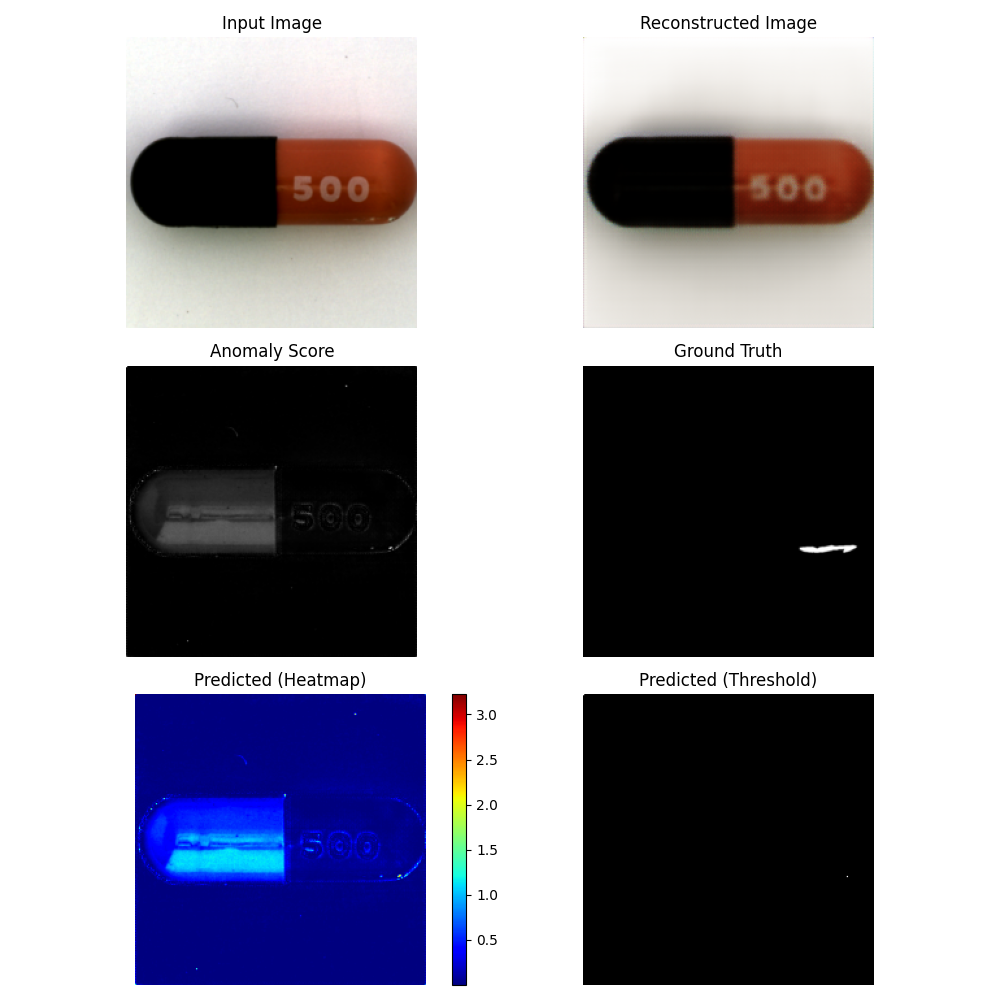 Input Image
Reconstructed Image
500
500
Anomaly Score
Ground Truth
500
Predicted (Heatmap)
Predicted (Threshold)
3.0
2.5
2.0
1.5
1.0
0.5
500